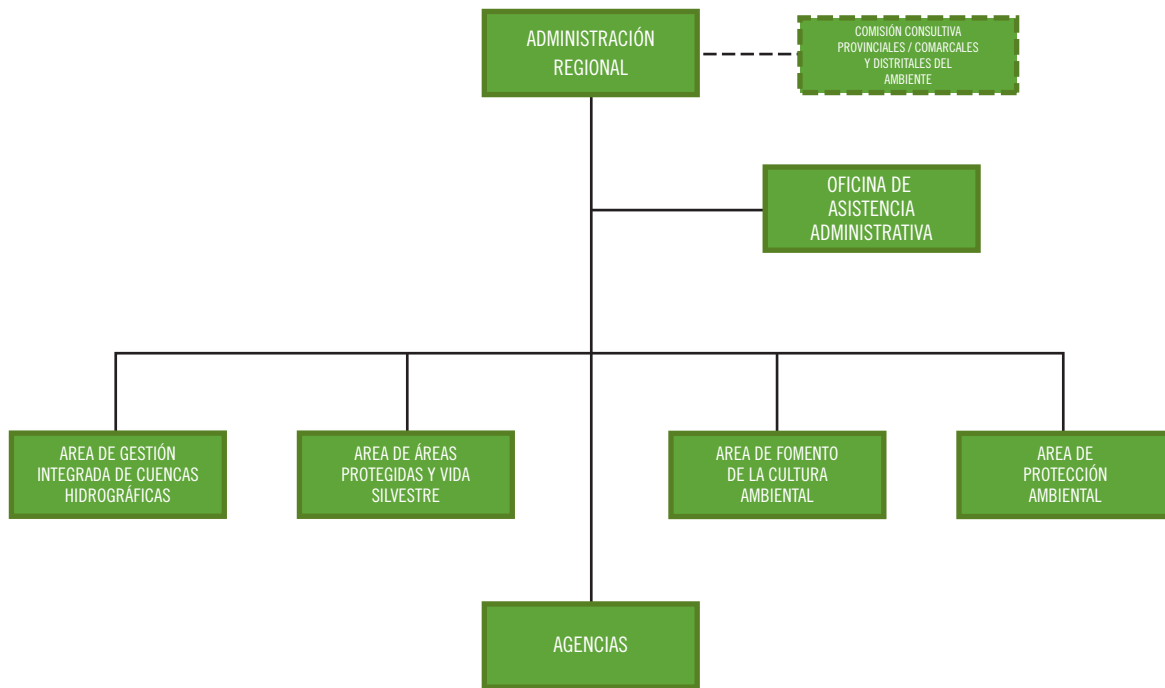 ADMINISTRACIÓN
REGIONAL
COMISIÓN CONSULTIVA
PROVINCIALES / COMARCALES
Y DISTRITALES DEL
AMBIENTE
OFICINA DE
ASISTENCIA
ADMINISTRATIVA
AREA DE GESTIÓN
INTEGRADA DE CUENCAS
HIDROGRÁFICAS
AREA DE ÁREAS
PROTEGIDAS Y VIDA
SILVESTRE
AREA DE FOMENTO
DE LA CULTURA
AMBIENTAL
AREA DE
PROTECCIÓN
AMBIENTAL
AGENCIAS